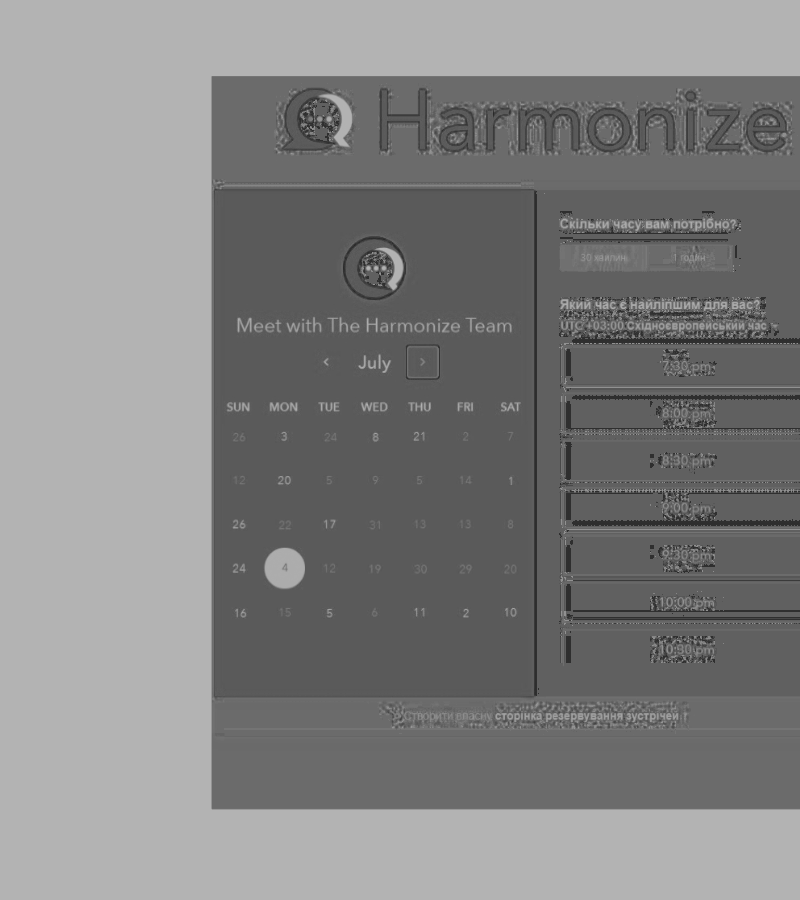 Harmonize
Meet with The Harmonize Team
‹ July ›
SUN MON TUE WED THU FRI SAT
26 3 24 8 21 2 7
12 20 5 9 5 14 1
26 22 17 31 13 13 8
24 4 12 19 30 29 20
16 15 5 6 11 2 10
Скільки часу вам потрібно?
30 хвилин 1 годин
Який час є найліпшим для вас?
UTC +03:00 Східноєвропейський час
7:30 pm
8:00 pm
8:30 pm
9:00 pm
9:30 pm
10:00 pm
10:30 pm
Створити власну сторінка резервування зустрічей